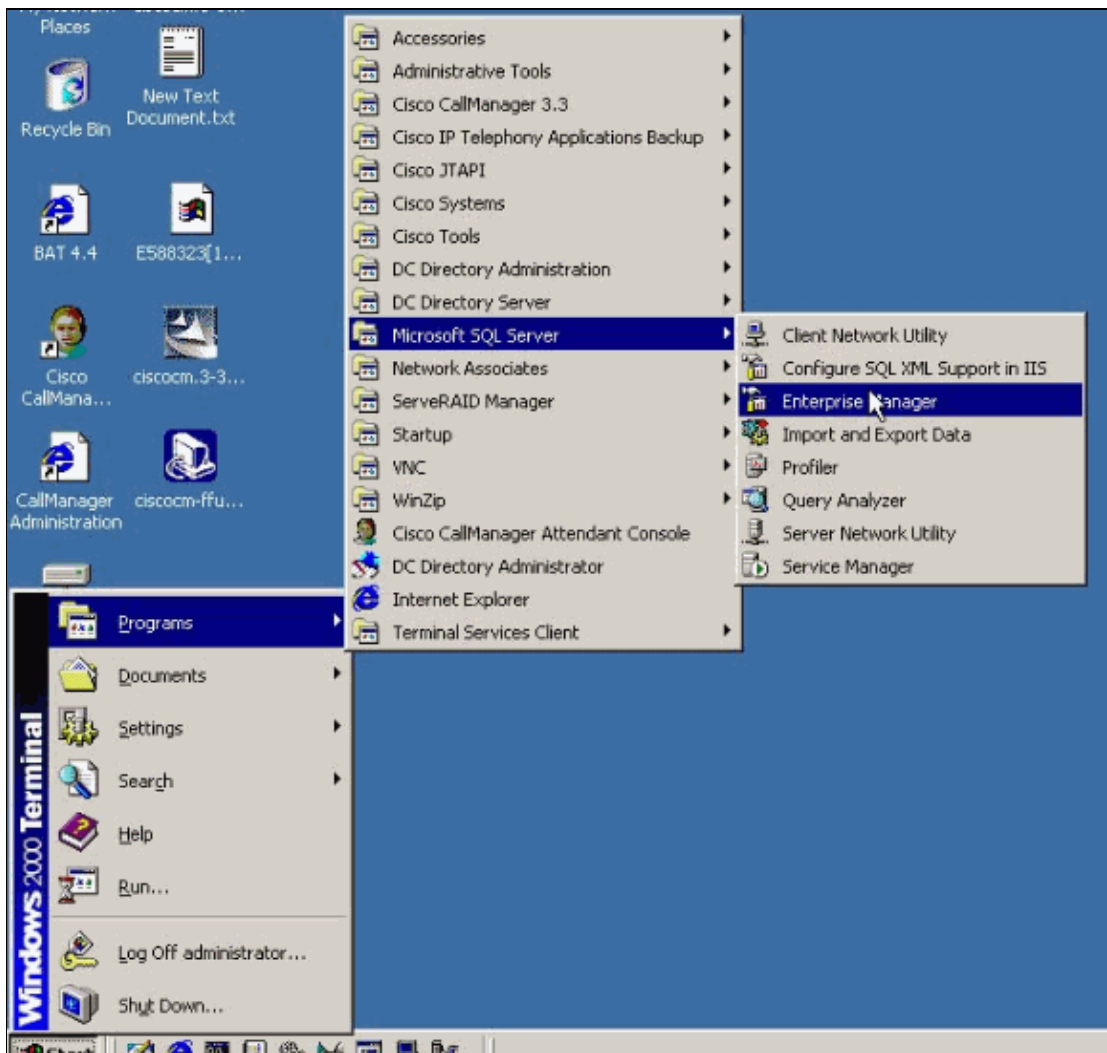 Places
Recycle Bin
New Text
Document.txt
BAT 4.4
E588323[1...
Cisco
CallMana...
ciscocm.3-3...
CallManager
Administration
ciscocm-ffu...
Accessories
Administrative Tools
Cisco CallManager 3.3
Cisco IP Telephony Applications Backup
Cisco JTAPI
Cisco Systems
Cisco Tools
DC Directory Administration
DC Directory Server
Microsoft SQL Server
Network Associates
ServeRAID Manager
Startup
VNC
WinZip
Cisco CallManager Attendant Console
DC Directory Administrator
Internet Explorer
Terminal Services Client
Client Network Utility
Configure SQL XML Support in IIS
Enterprise Manager
Import and Export Data
Profiler
Query Analyzer
Server Network Utility
Service Manager
Windows 2000 Terminal
Programs
Documents
Settings
Search
Help
Run...
Log Off administrator...
Shut Down...
Start